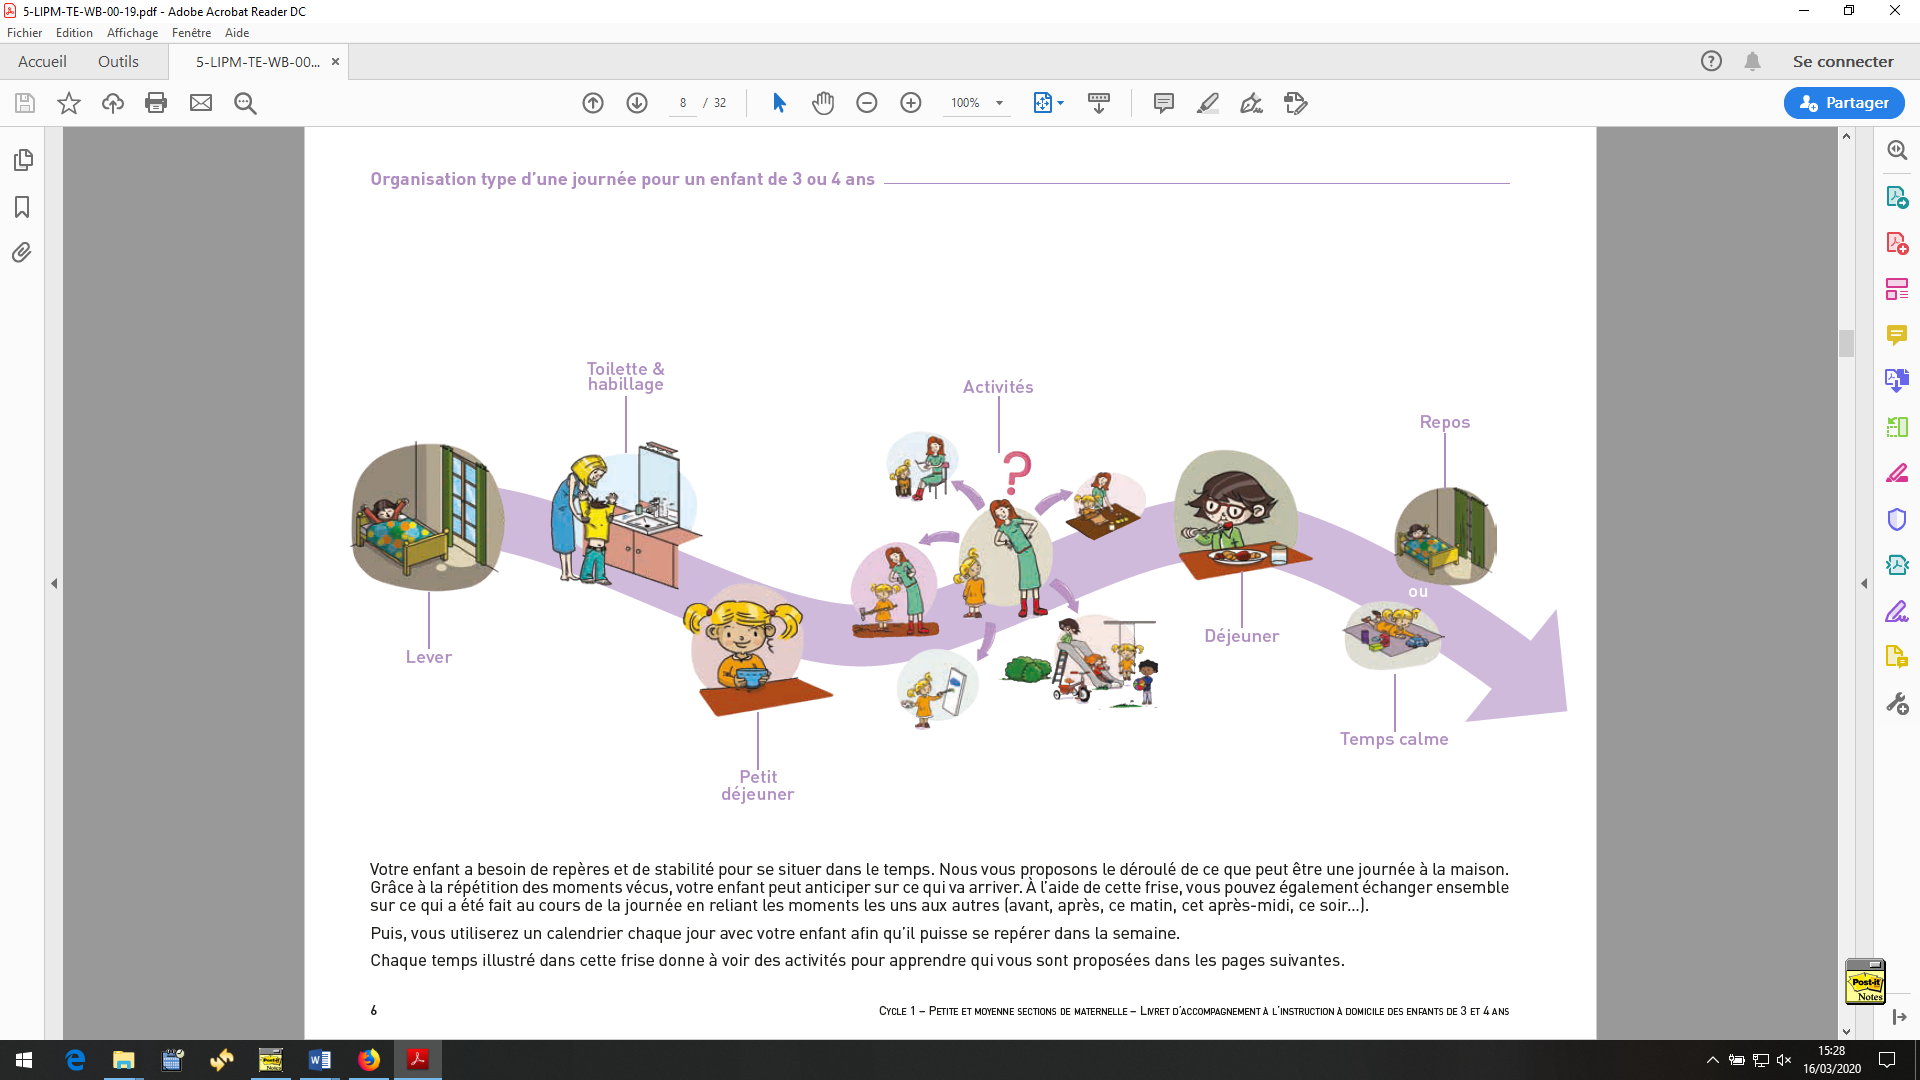 5-LIPM-TE-WB-00-19.pdf - Adobe Acrobat Reader DC
Fichier Edition Affichage Fenêtre Aide
Accueil Outils 5-LIPM-TE-WB-00... × Se connecter
8 / 32 100% Partager
Organisation type d’une journée pour un enfant de 3 ou 4 ans
Toilette &
habillage
Activités
Repos
?
ou
Déjeuner
Lever
Temps calme
Petit
déjeuner
Votre enfant a besoin de repères et de stabilité pour se situer dans le temps. Nous vous proposons le déroulé de ce que peut être une journée à la maison.
Grâce à la répétition des moments vécus, votre enfant peut anticiper sur ce qui va arriver. À l’aide de cette frise, vous pouvez également échanger ensemble
sur ce qui a été fait au cours de la journée en reliant les moments les uns aux autres (avant, après, ce matin, cet après-midi, ce soir…).
Puis, vous utiliserez un calendrier chaque jour avec votre enfant afin qu’il puisse se repérer dans la semaine.
Chaque temps illustré dans cette frise donne à voir des activités pour apprendre qui vous sont proposées dans les pages suivantes.
6 Cycle 1 – Petite et moyenne sections de maternelle – Livret d’accompagnement à l’instruction à domicile des enfants de 3 et 4 ans
Post-it
Notes
15:28
16/03/2020